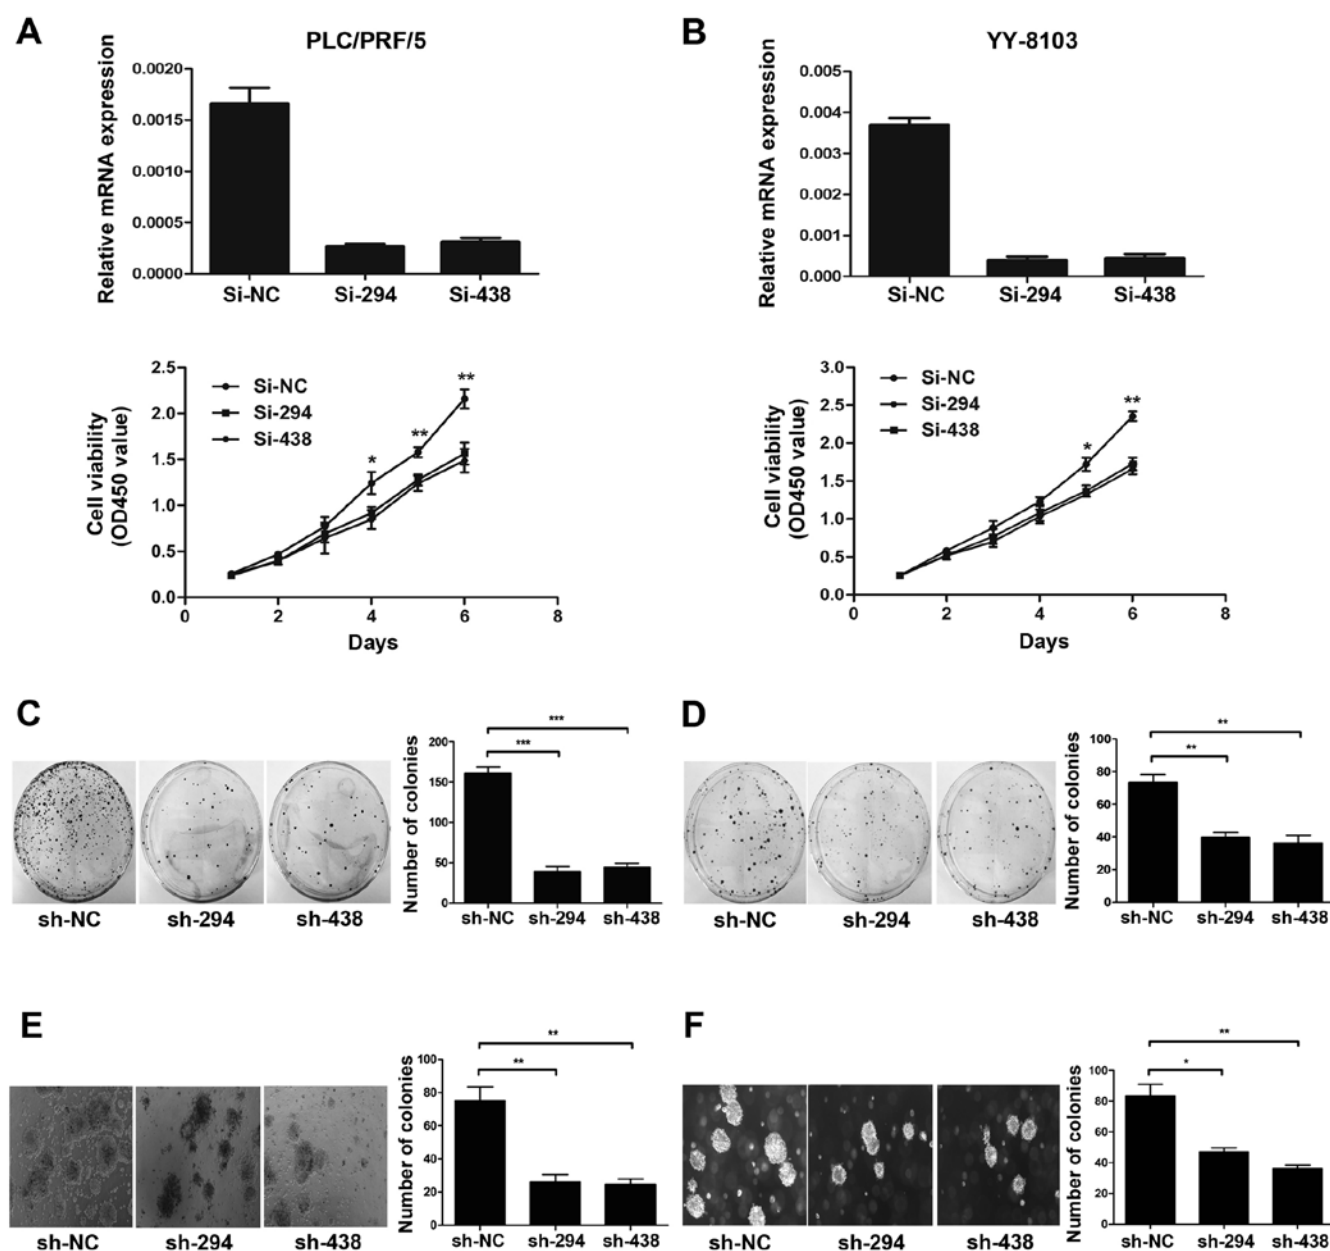 A
PLC/PRF/5
Relative mRNA expression
0.0020
0.0015
0.0010
0.0005
0.0000
Si-NC Si-294 Si-438
Cell viability
(OD450 value)
2.5
2.0
1.5
1.0
0.5
0.0
Si-NC
Si-294
Si-438
*
**
**
0 2 4 6 8
Days
B
YY-8103
Relative mRNA expression
0.005
0.004
0.003
0.002
0.001
0.000
Si-NC Si-294 Si-438
Cell viability
(OD450 value)
3.0
2.5
2.0
1.5
1.0
0.5
0.0
Si-NC
Si-294
Si-438
*
**
0 2 4 6 8
Days
C
sh-NC sh-294 sh-438
Number of colonies
200
150
100
50
0
***
***
sh-NC sh-294 sh-438
D
sh-NC sh-294 sh-438
Number of colonies
100
80
60
40
20
0
**
**
sh-NC sh-294 sh-438
E
sh-NC sh-294 sh-438
Number of colonies
100
80
60
40
20
0
**
**
sh-NC sh-294 sh-438
F
sh-NC sh-294 sh-438
Number of colonies
100
80
60
40
20
0
**
*
sh-NC sh-294 sh-438